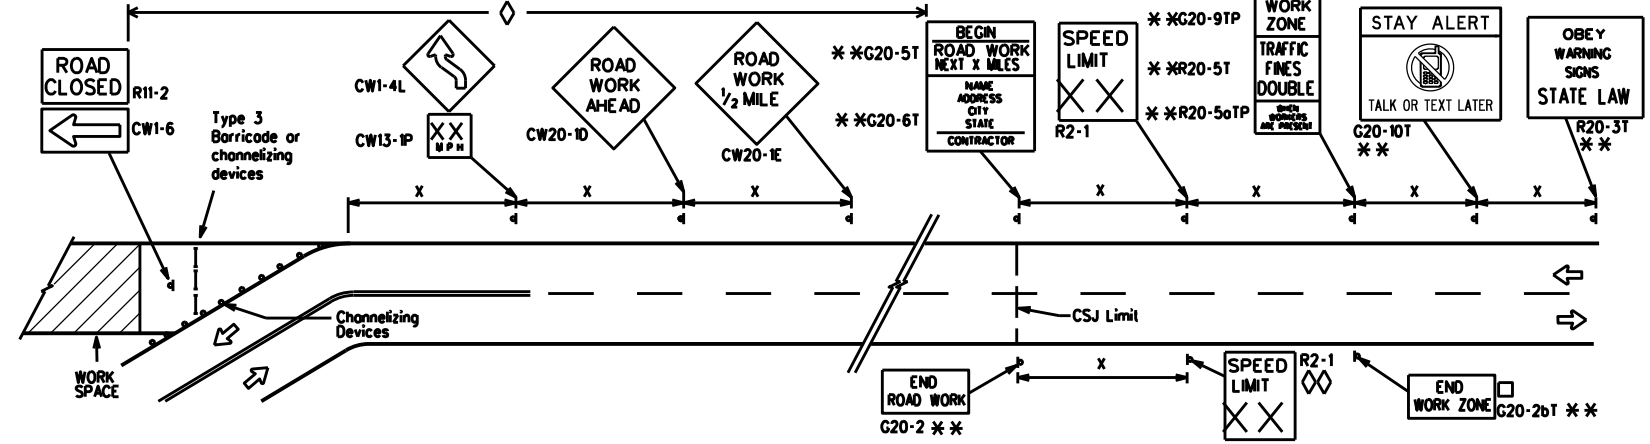 ROAD
CLOSED
R11-2
CW1-6
Type 3
Barricade or
channelizing
devices
CW1-4L
X X
M P H
CW13-1P
ROAD
WORK
AHEAD
CW20-1D
ROAD
WORK
1/2 MILE
CW20-1E
* *G20-5T
BEGIN
ROAD WORK
NEXT X MILES
* *G20-6T
NAME
ADDRESS
CITY
STATE
CONTRACTOR
SPEED
LIMIT
X X
R2-1
* *G20-9TP
* *R20-5T
* *R20-5aTP
WORK
ZONE
TRAFFIC
FINES
DOUBLE
WHEN
WORKERS
ARE PRESENT
STAY ALERT
TALK OR TEXT LATER
G20-10T
* *
OBEY
WARNING
SIGNS
STATE LAW
R20-3T
* *
X
X
X
X
X
X
X
Channelizing
Devices
CSJ Limit
WORK
SPACE
X
END
ROAD WORK
G20-2 * *
SPEED
LIMIT
X X
R2-1
END
WORK ZONE
G20-2bT * *